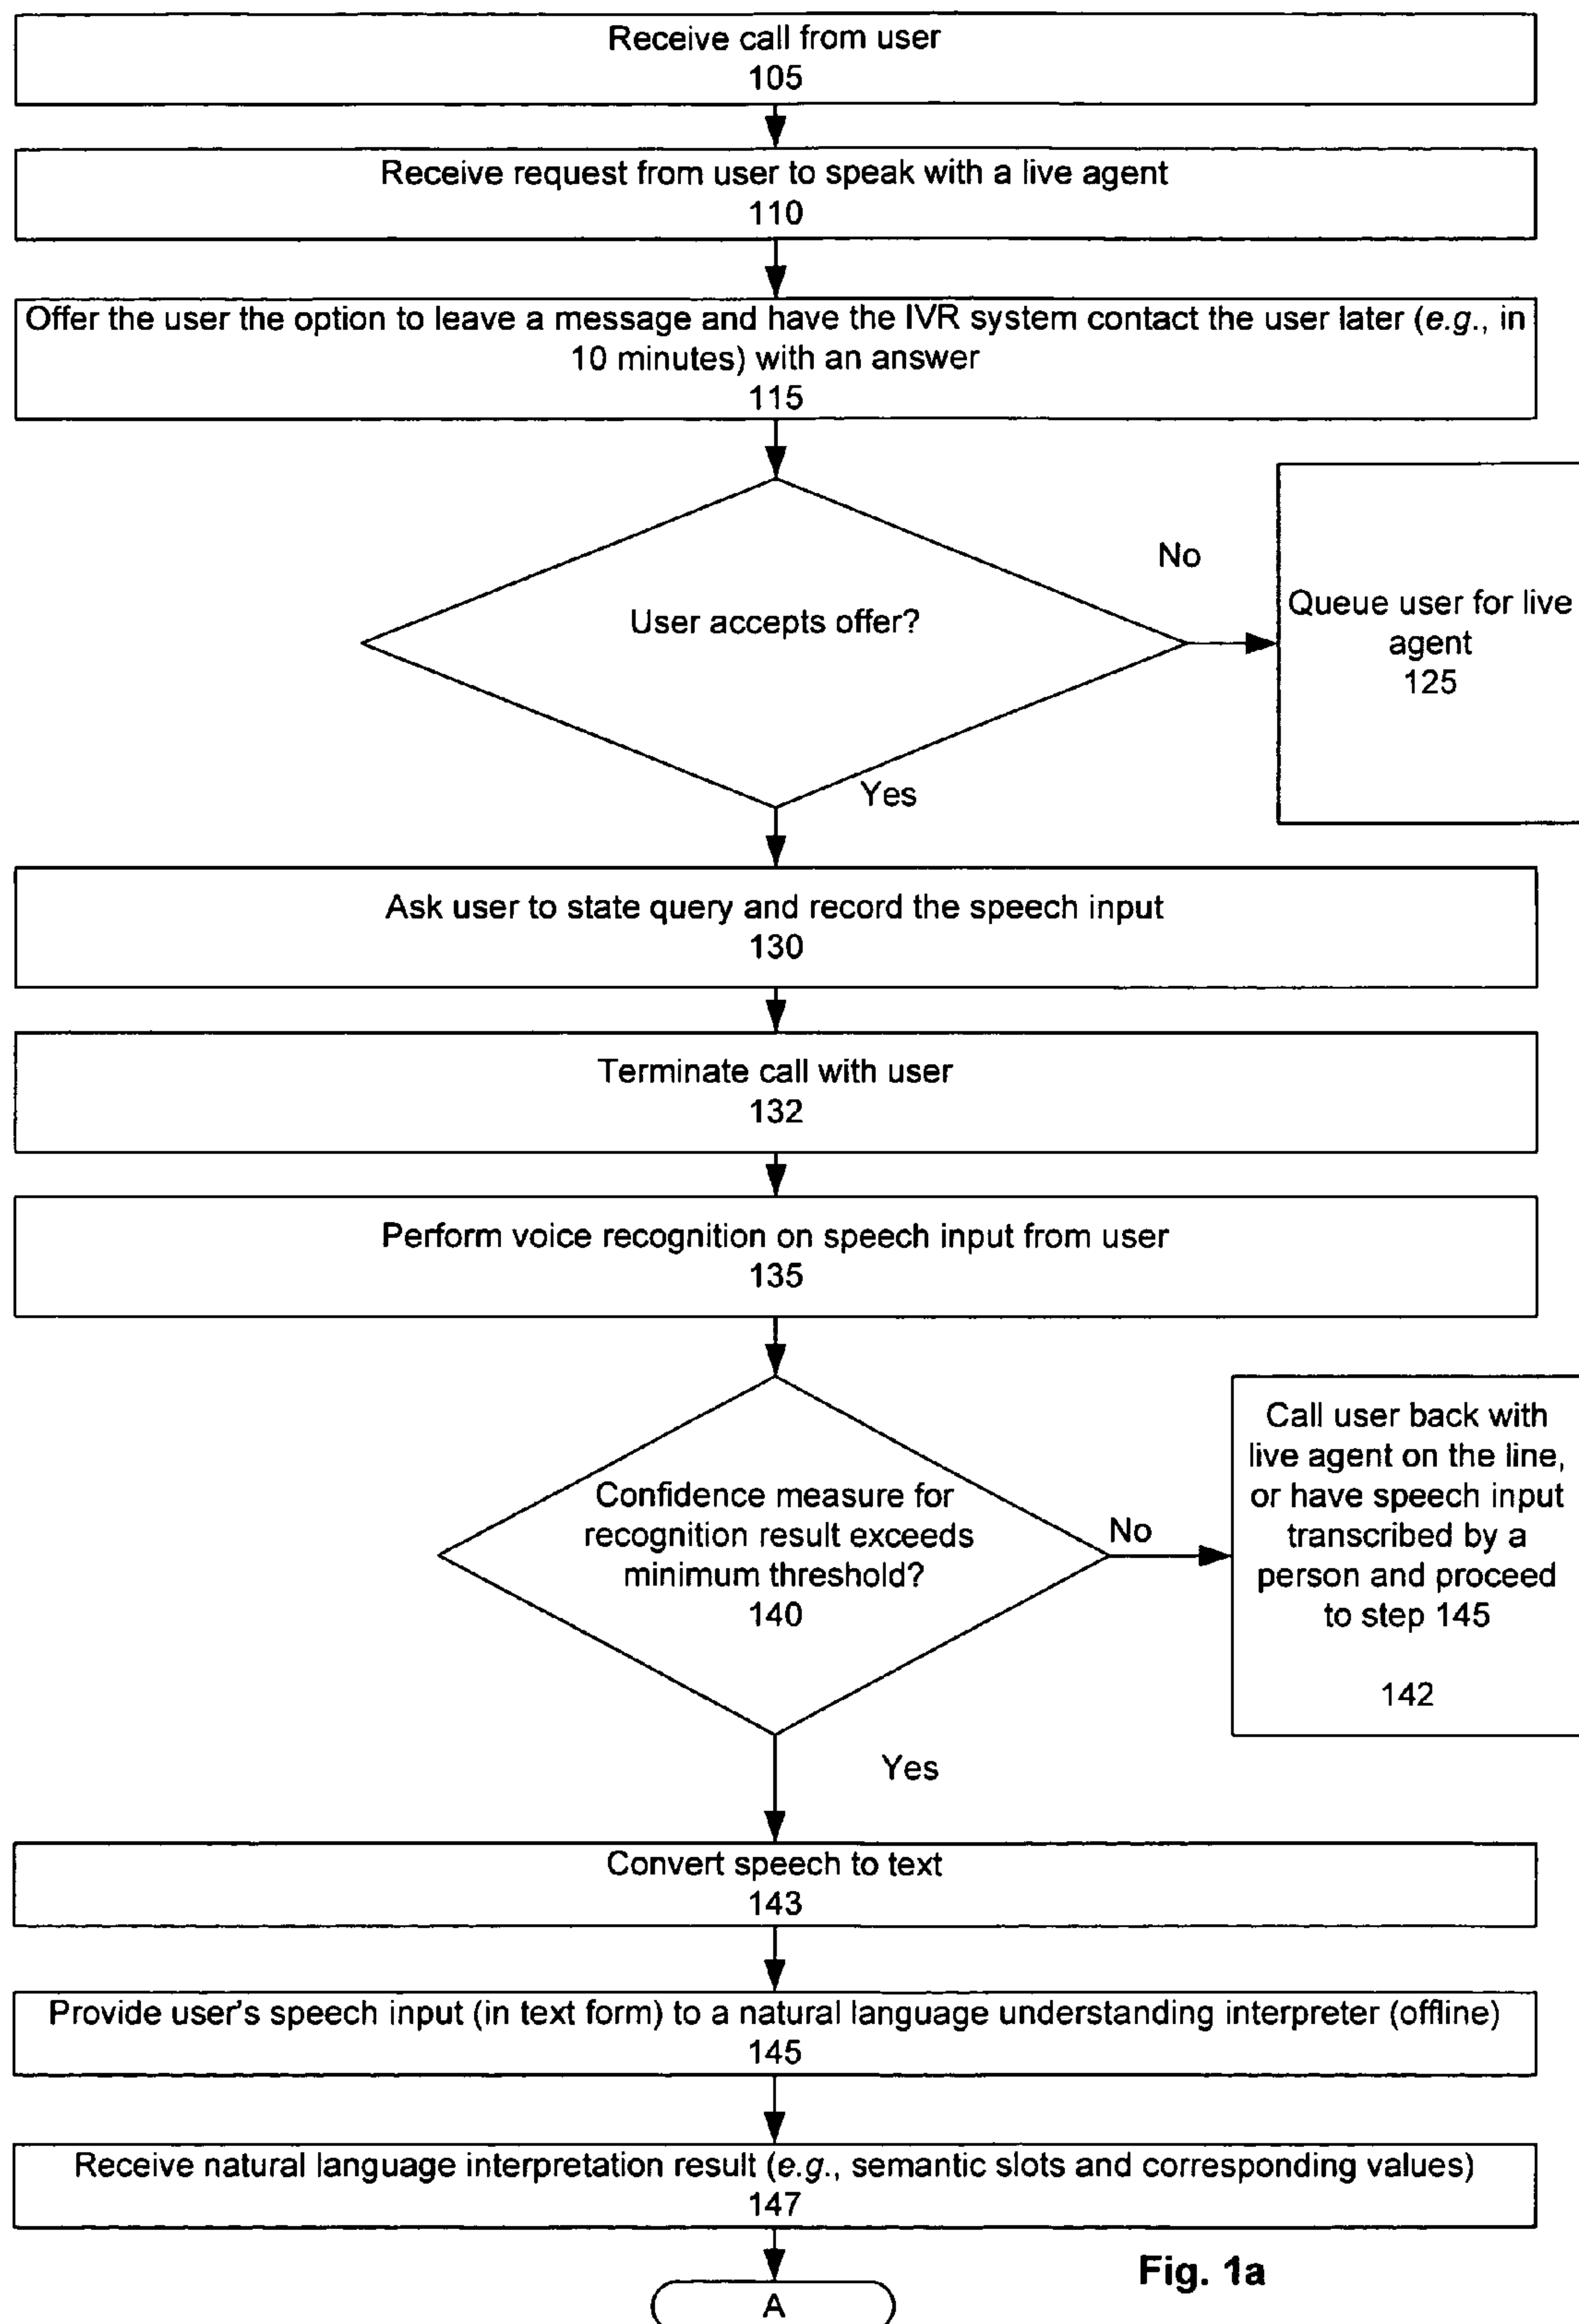 Receive call from user
105
Receive request from user to speak with a live agent
110
Offer the user the option to leave a message and have the IVR system contact the user later (e.g., in
10 minutes) with an answer
115
No
User accepts offer?
Queue user for live
agent
125
Yes
Ask user to state query and record the speech input
130
Terminate call with user
132
Perform voice recognition on speech input from user
135
Confidence measure for
recognition result exceeds
minimum threshold?
140
No
Call user back with
live agent on the line,
or have speech input
transcribed by a
person and proceed
to step 145
142
Yes
Convert speech to text
143
Provide user's speech input (in text form) to a natural language understanding interpreter (offline)
145
Receive natural language interpretation result (e.g., semantic slots and corresponding values)
147
Fig. 1a
A